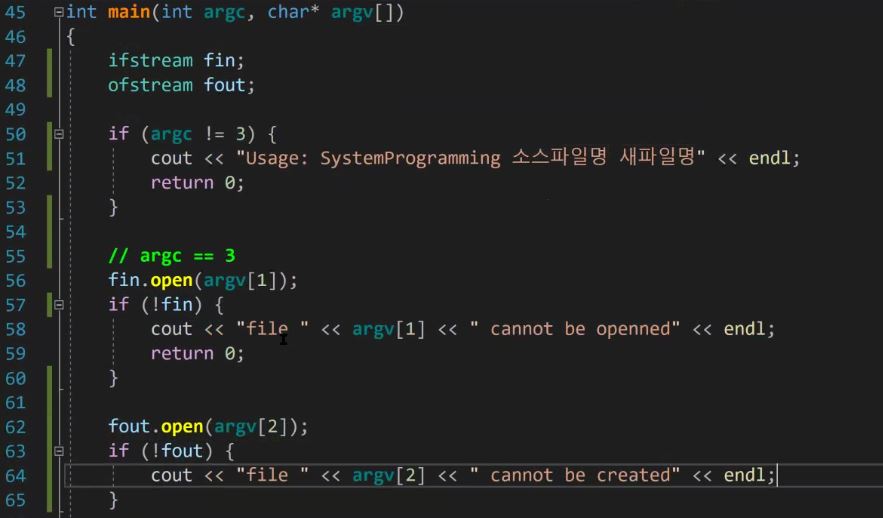 45 int main(int argc, char* argv[])
46 {
47 ifstream fin;
48 ofstream fout;
49
50 if (argc != 3) {
51 cout << "Usage: SystemProgramming 소스파일명 새파일명" << endl;
52 return 0;
53 }
54
55 // argc == 3
56 fin.open(argv[1]);
57 if (!fin) {
58 cout << "file " << argv[1] << " cannot be openned" << endl;
59 return 0;
60 }
61
62 fout.open(argv[2]);
63 if (!fout) {
64 cout << "file " << argv[2] << " cannot be created" << endl;
65 }